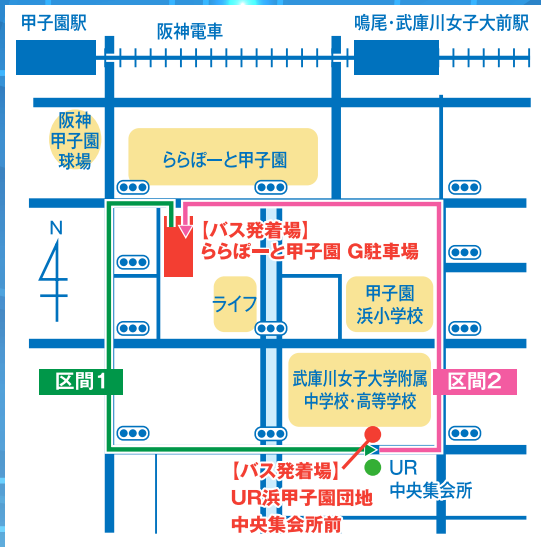 甲子園駅
阪神電車
鳴尾・武庫川女子大前駅
阪神
甲子園
球場
ららぽーと甲子園
【バス発着場】
ららぽーと甲子園 G駐車場
N
ライフ
甲子園
浜小学校
区間1
武庫川女子大学附属
中学校・高等学校
区間2
【バス発着場】
UR浜甲子園団地
中央集会所前
UR
中央集会所